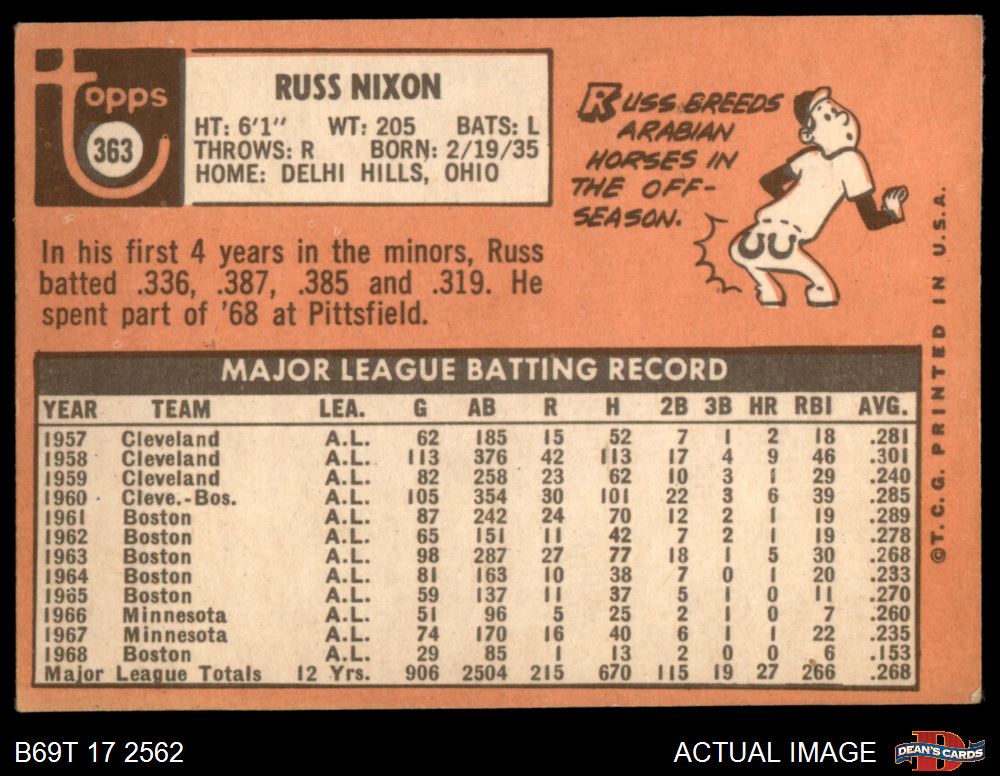 topps
363
RUSS NIXON
HT: 6'1" WT: 205 BATS: L
THROWS: R BORN: 2/19/35
HOME: DELHI HILLS, OHIO
RUSS BREEDS
ARABIAN
HORSES IN
THE OFF-
SEASON.
In his first 4 years in the minors, Russ
batted .336, .387, .385 and .319. He
spent part of '68 at Pittsfield.
MAJOR LEAGUE BATTING RECORD
YEAR TEAM LEA. G AB R H 2B 3B HR RBI AVG.
1957 Cleveland A.L. 62 185 15 52 7 1 2 18 .281
1958 Cleveland A.L. 113 376 42 113 17 4 9 46 .301
1959 Cleveland A.L. 82 258 23 62 10 3 1 29 .240
1960 Cleve.-Bos. A.L. 105 354 30 101 22 3 6 39 .285
1961 Boston A.L. 87 242 24 70 12 2 1 19 .289
1962 Boston A.L. 65 151 11 42 7 2 1 19 .278
1963 Boston A.L. 98 287 27 77 18 1 5 30 .268
1964 Boston A.L. 81 163 10 38 7 0 1 20 .233
1965 Boston A.L. 59 137 11 37 5 1 0 11 .270
1966 Minnesota A.L. 51 96 5 25 2 1 0 7 .260
1967 Minnesota A.L. 74 170 16 40 6 1 1 22 .235
1968 Boston A.L. 29 85 1 13 2 0 0 6 .153
Major League Totals 12 Yrs. 906 2504 215 670 115 19 27 266 .268
©T.C.G. PRINTED IN U.S.A.
B69T 17 2562
ACTUAL IMAGE
DEAN'S CARDS